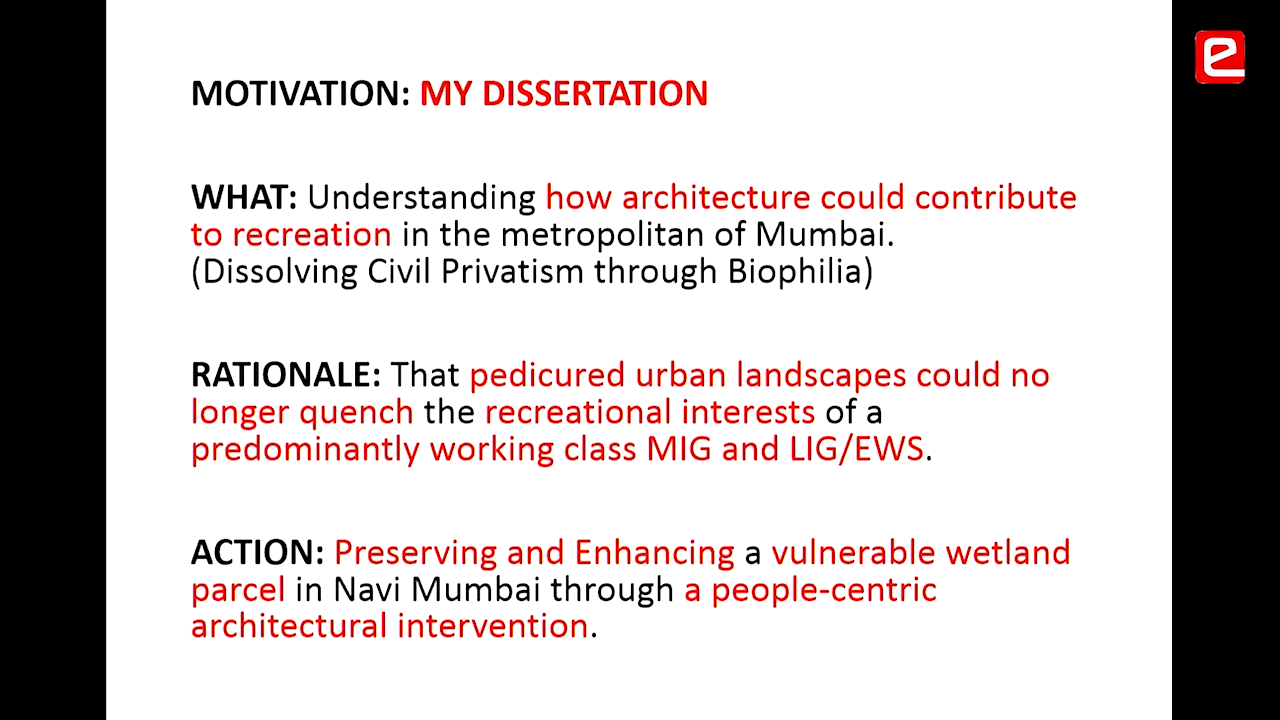 MOTIVATION: MY DISSERTATION
WHAT: Understanding how architecture could contribute
to recreation in the metropolitan of Mumbai.
(Dissolving Civil Privatism through Biophilia)
RATIONALE: That pedicured urban landscapes could no
longer quench the recreational interests of a
predominantly working class MIG and LIG/EWS.
ACTION: Preserving and Enhancing a vulnerable wetland
parcel in Navi Mumbai through a people-centric
architectural intervention.
e